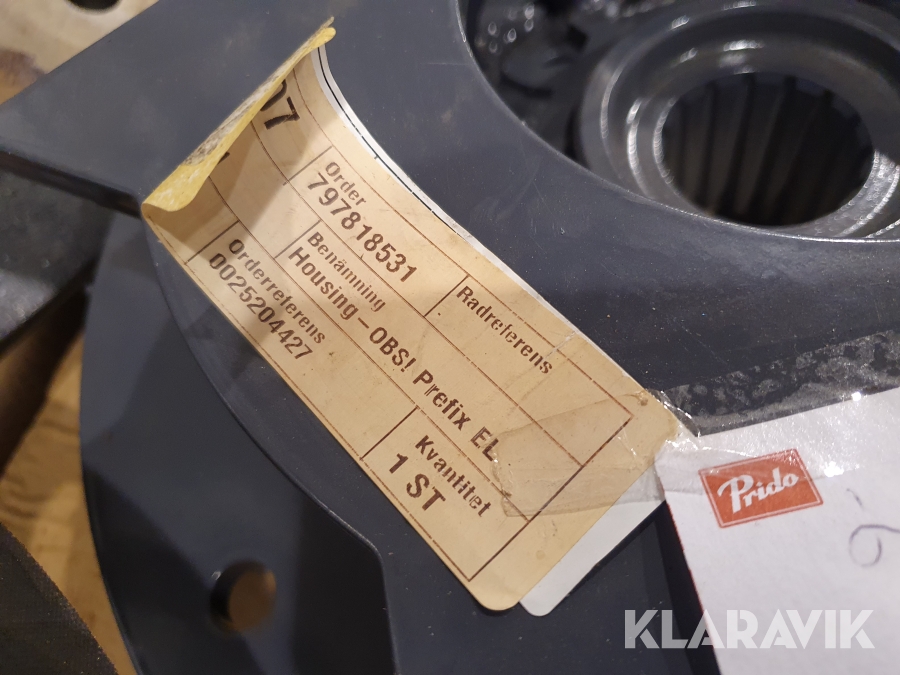 07
Order
797818531
Radreferens
Benämning
Housing-OBS! Prefix EL
Orderreferens
0025204427
Kvantitet
1 ST
Prido
KLARAVIK